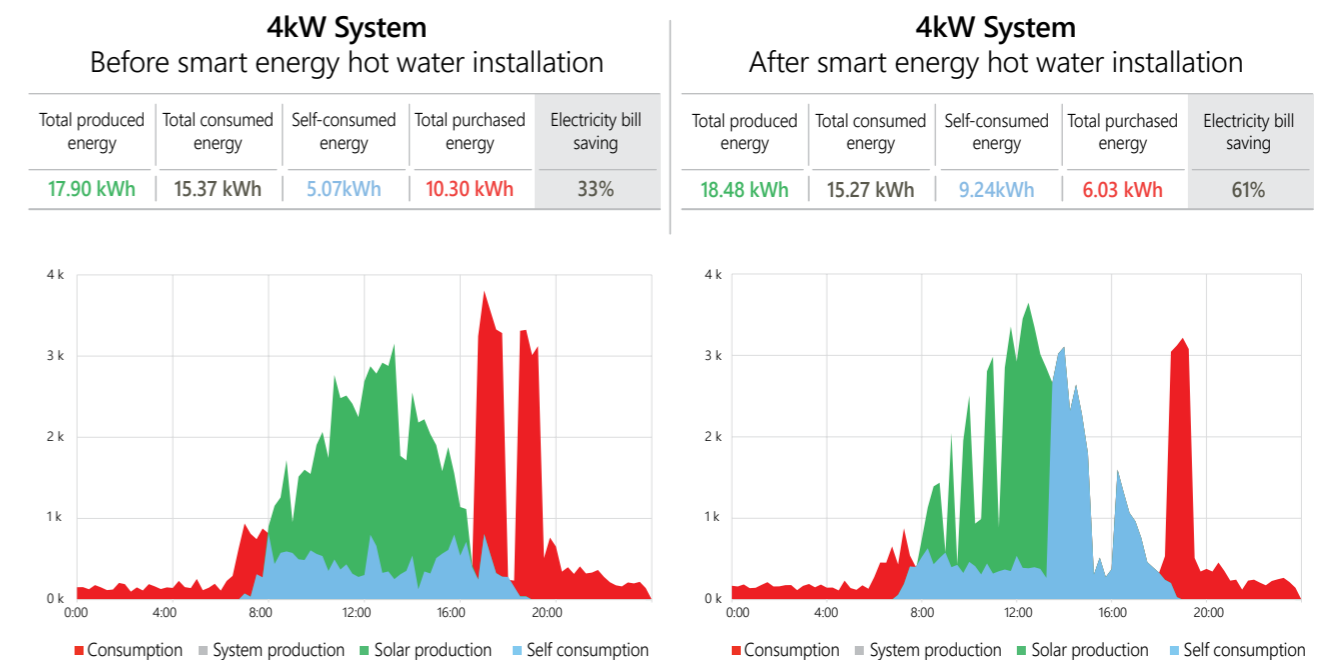 4kW System
Before smart energy hot water installation
Total produced energy
Total consumed energy
Self-consumed energy
Total purchased energy
Electricity bill saving
17.90 kWh
15.37 kWh
5.07kWh
10.30 kWh
33%
4 k
3 k
2 k
1 k
0 k
0:00
4:00
8:00
12:00
16:00
20:00
Consumption
System production
Solar production
Self consumption
4kW System
After smart energy hot water installation
Total produced energy
Total consumed energy
Self-consumed energy
Total purchased energy
Electricity bill saving
18.48 kWh
15.27 kWh
9.24kWh
6.03 kWh
61%
4 k
3 k
2 k
1 k
0 k
0:00
4:00
8:00
12:00
16:00
20:00
Consumption
System production
Solar production
Self consumption